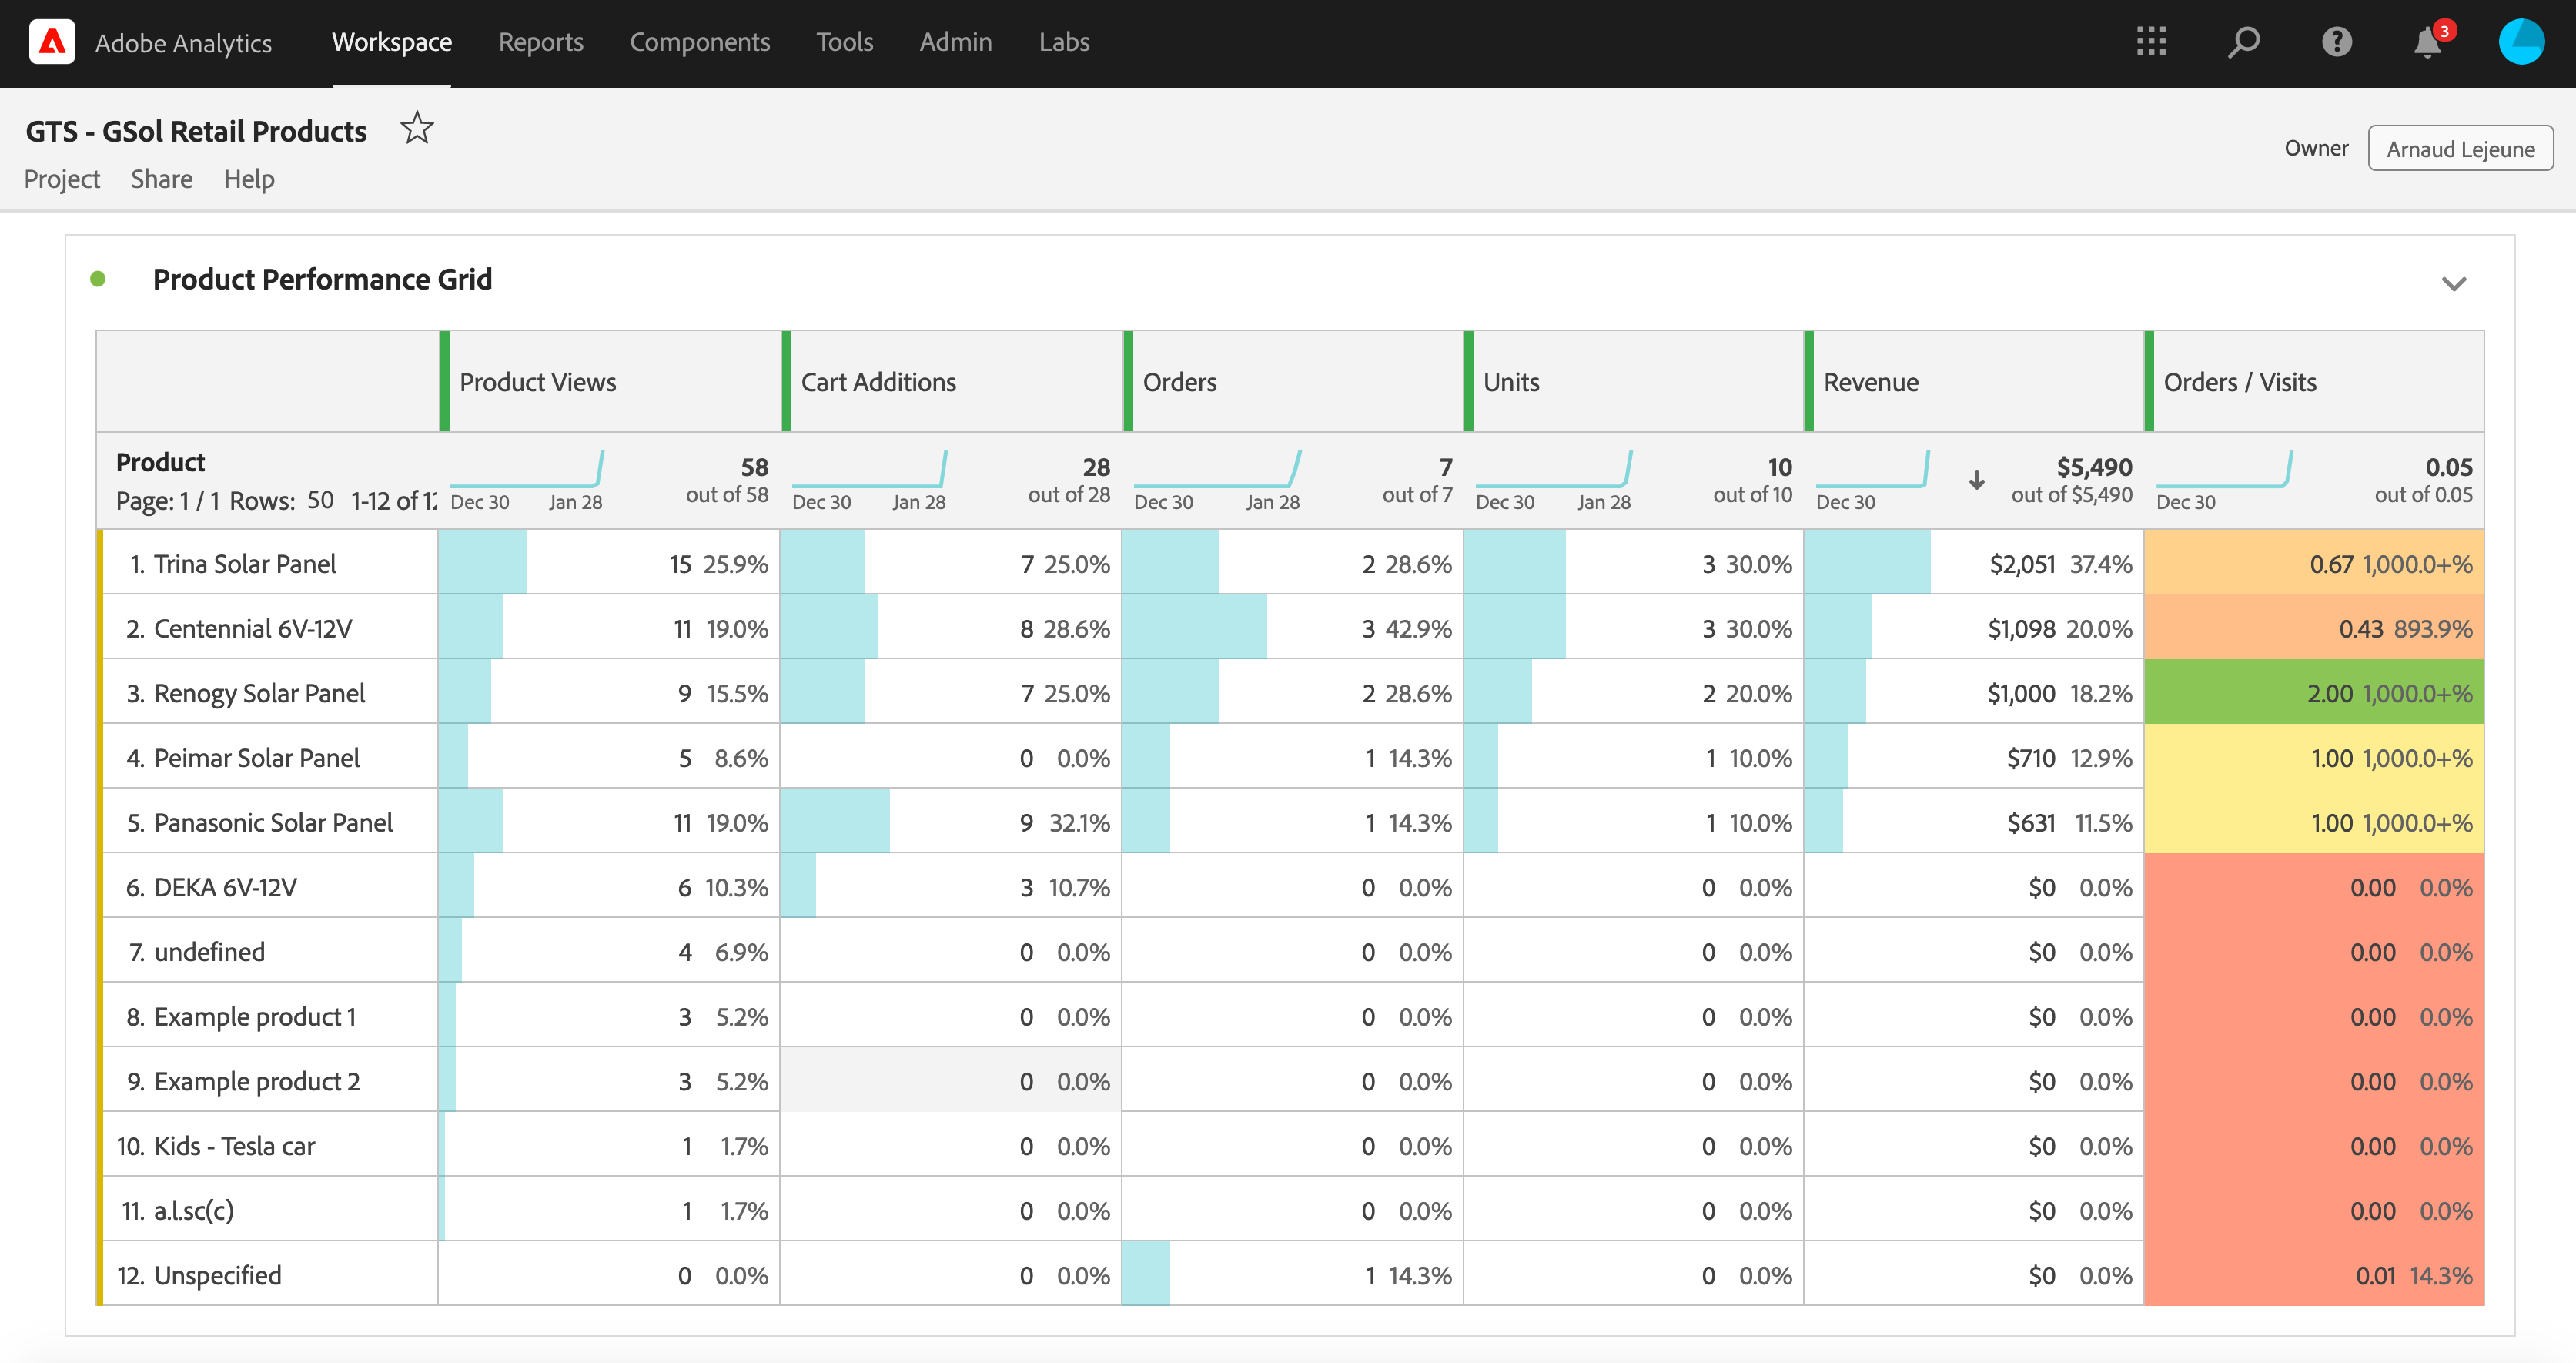 Adobe Analytics Workspace Reports Components Tools Admin Labs 3
GTS - GSol Retail Products
Owner Arnaud Lejeune
Project Share Help
Product Performance Grid
Product Views Cart Additions Orders Units Revenue Orders / Visits
Product 58 28 7 10 $5,490 0.05
out of 58 out of 28 out of 7 out of 10 out of $5,490 out of 0.05
Page: 1 / 1 Rows: 50 1-12 of 12 Dec 30 Jan 28 Dec 30 Jan 28 Dec 30 Jan 28 Dec 30 Jan 28 Dec 30 Dec 30
1. Trina Solar Panel 15 25.9% 7 25.0% 2 28.6% 3 30.0% $2,051 37.4% 0.67 1,000.0+%
2. Centennial 6V-12V 11 19.0% 8 28.6% 3 42.9% 3 30.0% $1,098 20.0% 0.43 893.9%
3. Renogy Solar Panel 9 15.5% 7 25.0% 2 28.6% 2 20.0% $1,000 18.2% 2.00 1,000.0+%
4. Peimar Solar Panel 5 8.6% 0 0.0% 1 14.3% 1 10.0% $710 12.9% 1.00 1,000.0+%
5. Panasonic Solar Panel 11 19.0% 9 32.1% 1 14.3% 1 10.0% $631 11.5% 1.00 1,000.0+%
6. DEKA 6V-12V 6 10.3% 3 10.7% 0 0.0% 0 0.0% $0 0.0% 0.00 0.0%
7. undefined 4 6.9% 0 0.0% 0 0.0% 0 0.0% $0 0.0% 0.00 0.0%
8. Example product 1 3 5.2% 0 0.0% 0 0.0% 0 0.0% $0 0.0% 0.00 0.0%
9. Example product 2 3 5.2% 0 0.0% 0 0.0% 0 0.0% $0 0.0% 0.00 0.0%
10. Kids - Tesla car 1 1.7% 0 0.0% 0 0.0% 0 0.0% $0 0.0% 0.00 0.0%
11. a.l.sc(c) 1 1.7% 0 0.0% 0 0.0% 0 0.0% $0 0.0% 0.00 0.0%
12. Unspecified 0 0.0% 0 0.0% 1 14.3% 0 0.0% $0 0.0% 0.01 14.3%